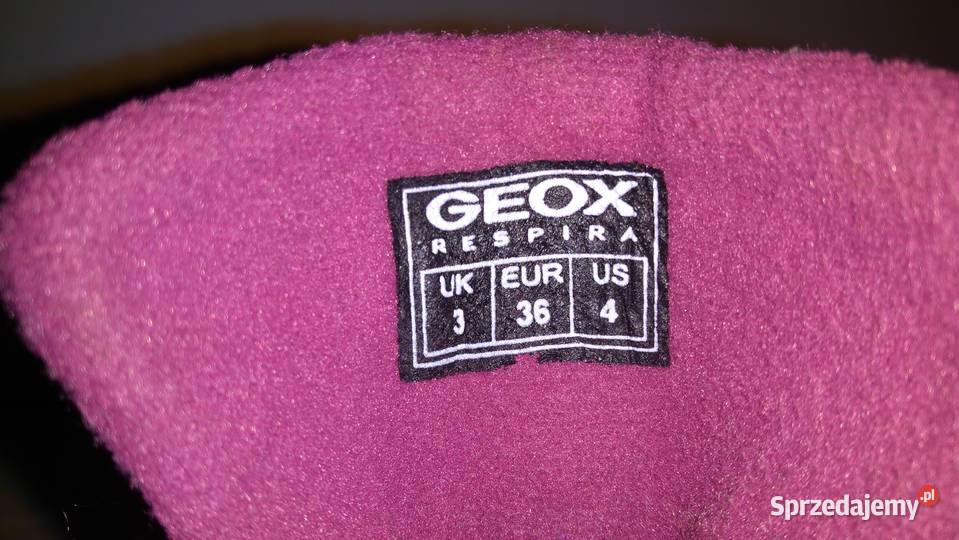 GEOX
RESPIRA
UK EUR US
3 36 4
Sprzedajemy.pl